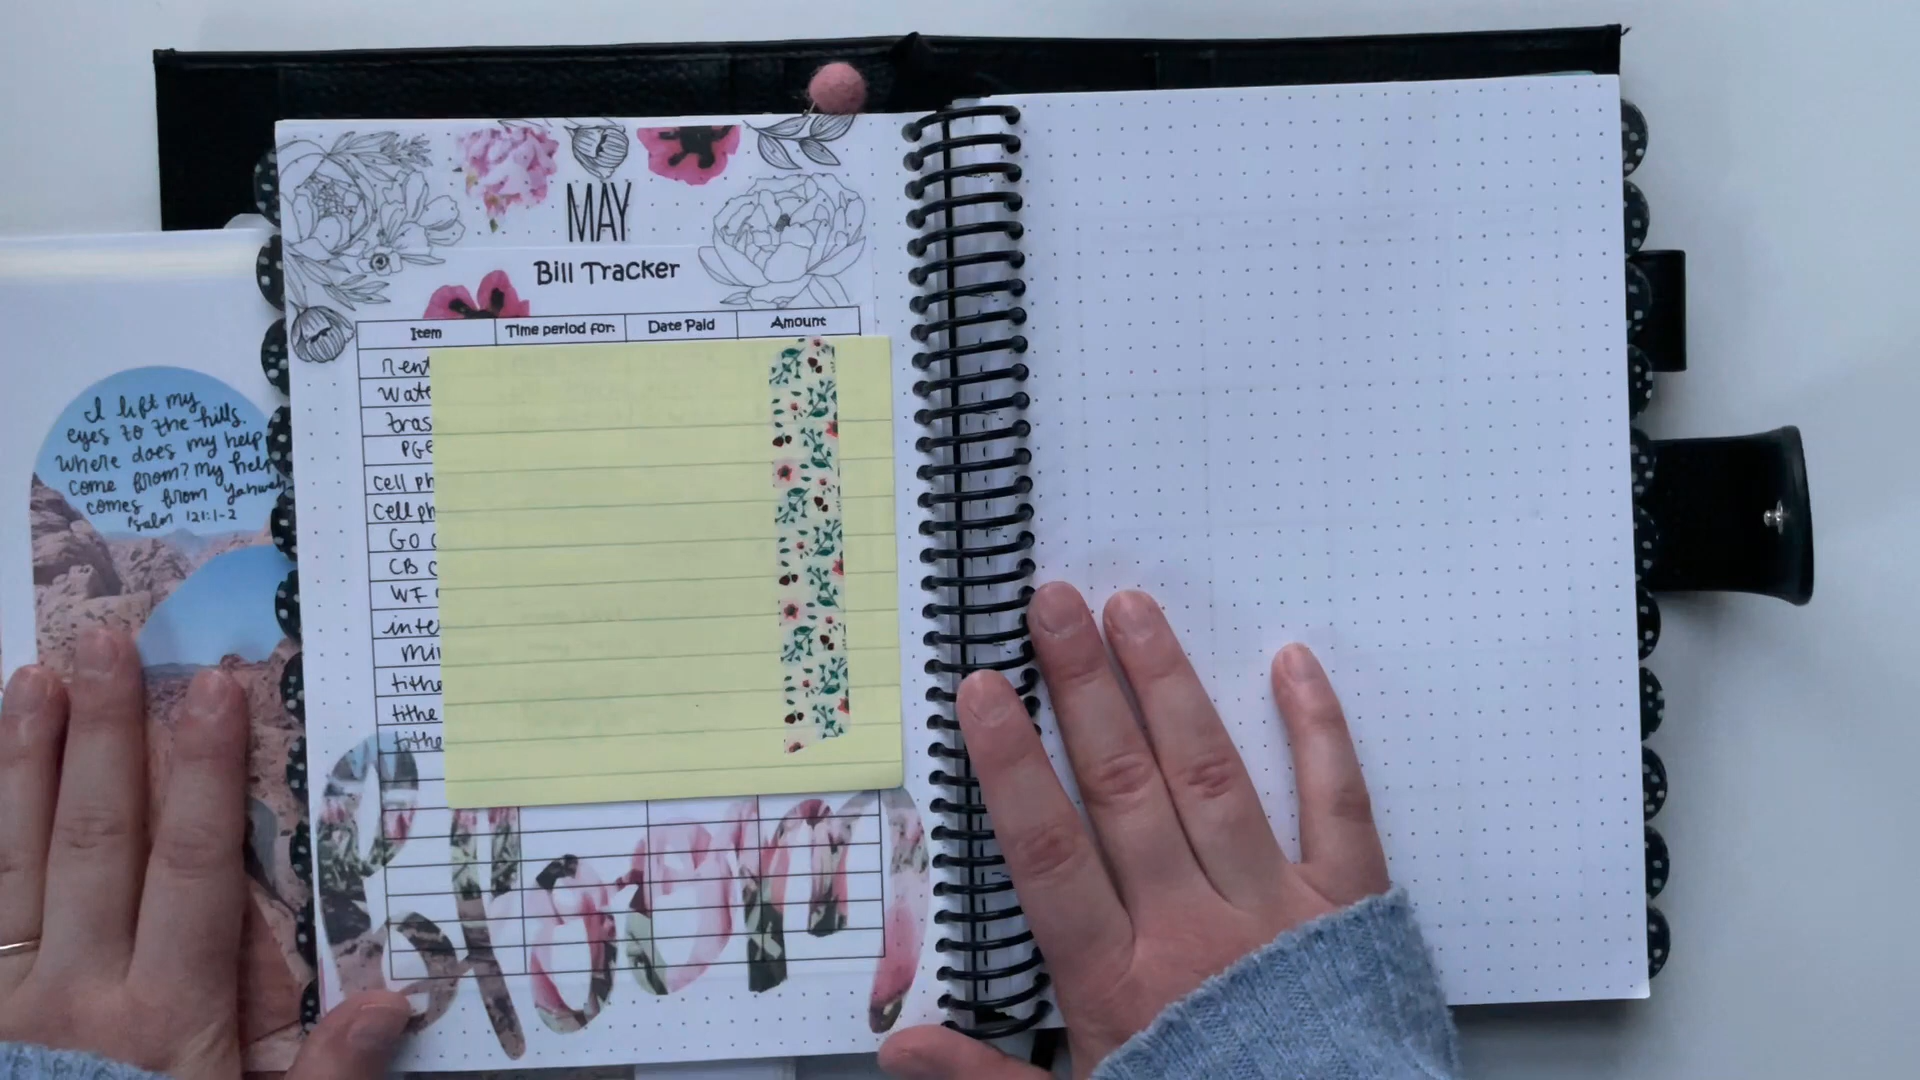 MAY
Bill Tracker
Item Time period for: Date Paid Amount
rent
wate
tras
PGE
cell ph
cell ph
GO c
CB c
WF
inte
mi
tithe
tithe
tithe
bloom
I lift my
eyes to the hills.
where does my help
come from? my help
comes from Yahweh
Psalm 121:1-2